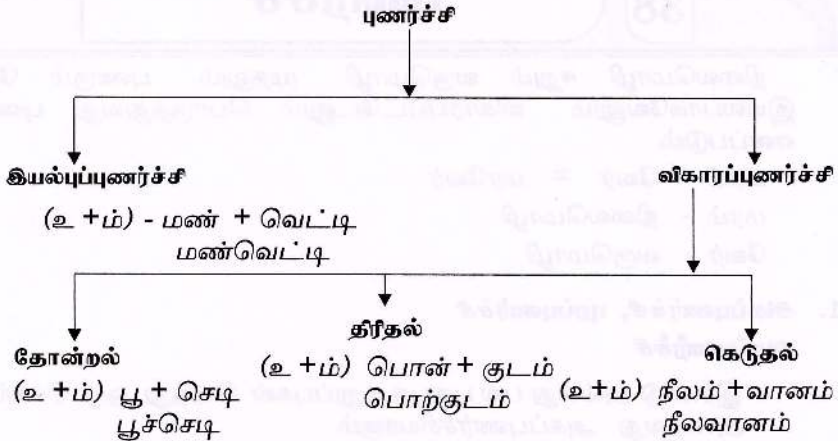 புணர்ச்சி
இயல்புப்புணர்ச்சி
விகாரப்புணர்ச்சி
(உ +ம்) - மண் + வெட்டி
மண்வெட்டி
தோன்றல்
(உ +ம்) பூ + செடி
பூச்செடி
திரிதல்
(உ +ம்) பொன் + குடம்
பொற்குடம்
கெடுதல்
(உ+ம்) நீலம் +வானம்
நீலவானம்